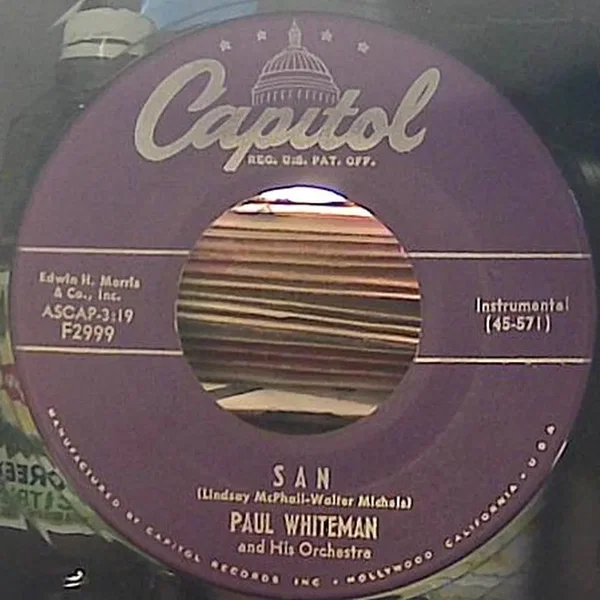 Capitol
REG. U.S. PAT. OFF.
Edwin H. Morris
& Co., Inc.
ASCAP-3:19
F2999
Instrumental
(45-571)
SAN
(Lindsay McPhail-Walter Michels)
PAUL WHITEMAN
and His Orchestra
MANUFACTURED BY CAPITOL RECORDS INC • HOLLYWOOD CALIFORNIA • U S A